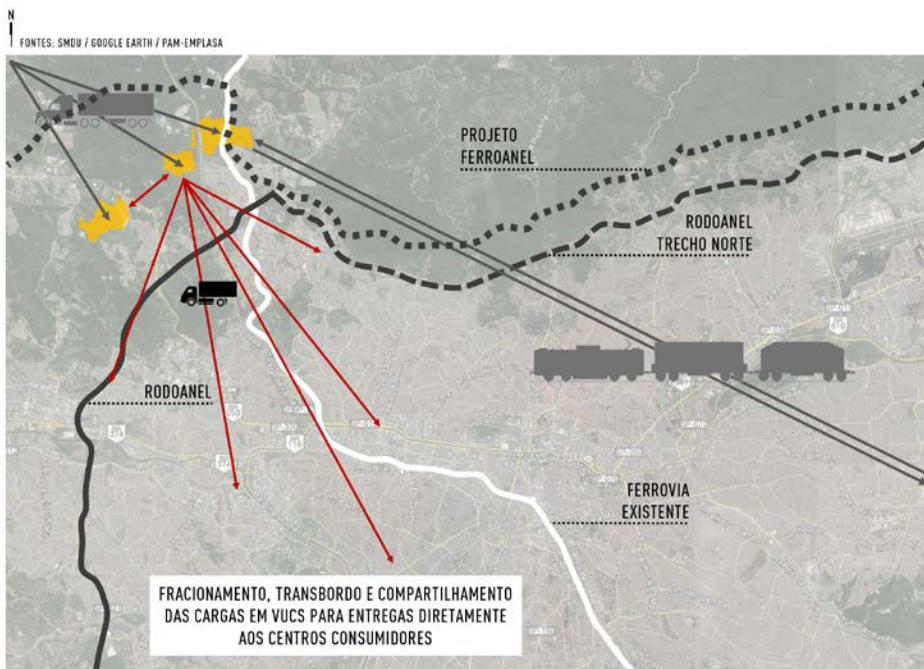 N
FONTES: SMDU / GOOGLE EARTH / PAM-EMPLASA
PROJETO
FERROANEL
RODOANEL
TRECHO NORTE
RODOANEL
FERROVIA
EXISTENTE
FRACIONAMENTO, TRANSBORDO E COMPARTILHAMENTO
DAS CARGAS EM VUCS PARA ENTREGAS DIRETAMENTE
AOS CENTROS CONSUMIDORES